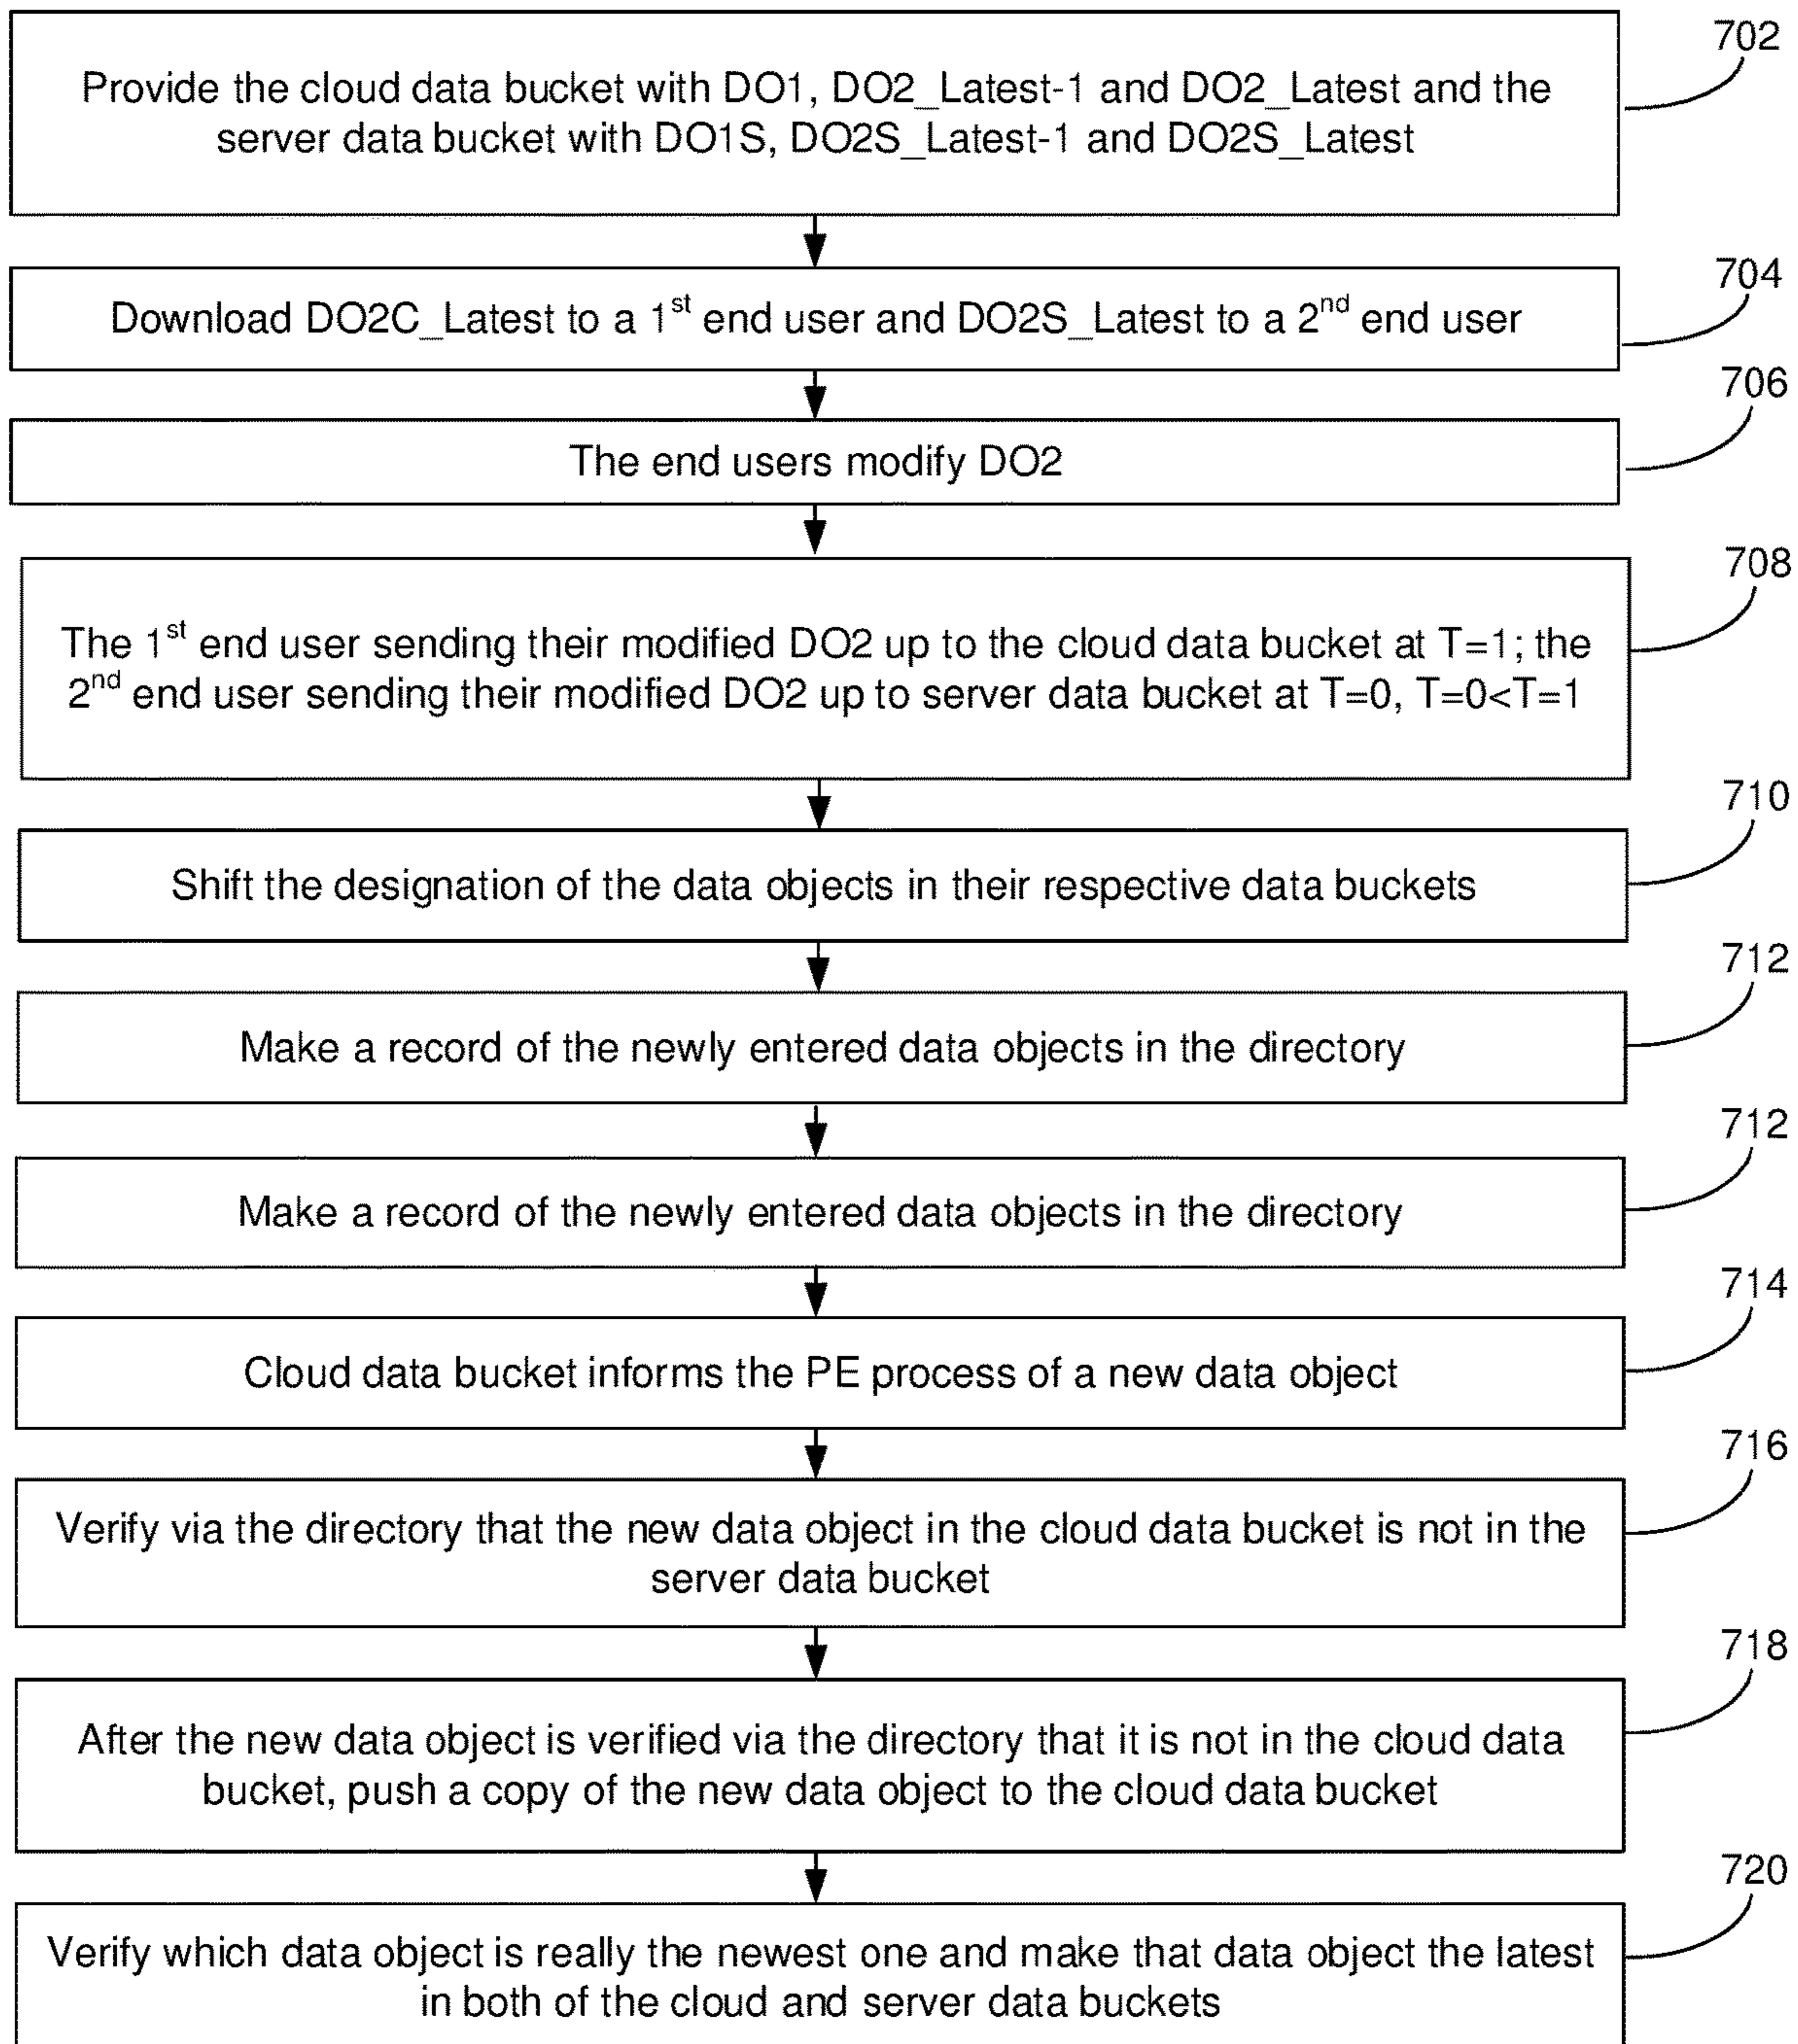 702
Provide the cloud data bucket with DO1, DO2_Latest-1 and DO2_Latest and the
server data bucket with DO1S, DO2S_Latest-1 and DO2S_Latest
704
Download DO2C_Latest to a 1st end user and DO2S_Latest to a 2nd end user
706
The end users modify DO2
708
The 1st end user sending their modified DO2 up to the cloud data bucket at T=1; the
2nd end user sending their modified DO2 up to server data bucket at T=0, T=0<T=1
710
Shift the designation of the data objects in their respective data buckets
712
Make a record of the newly entered data objects in the directory
712
Make a record of the newly entered data objects in the directory
714
Cloud data bucket informs the PE process of a new data object
716
Verify via the directory that the new data object in the cloud data bucket is not in the
server data bucket
718
After the new data object is verified via the directory that it is not in the cloud data
bucket, push a copy of the new data object to the cloud data bucket
720
Verify which data object is really the newest one and make that data object the latest
in both of the cloud and server data buckets